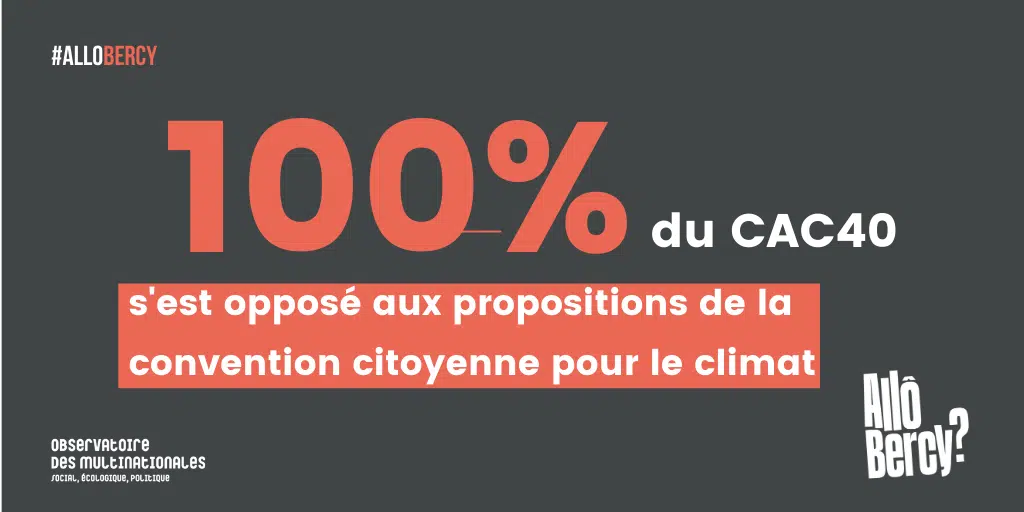 #ALLOBERCY
100% du CAC40
s'est opposé aux propositions de la
convention citoyenne pour le climat
Allô
Bercy?
Observatoire
des multinationales
social, écologique, politique